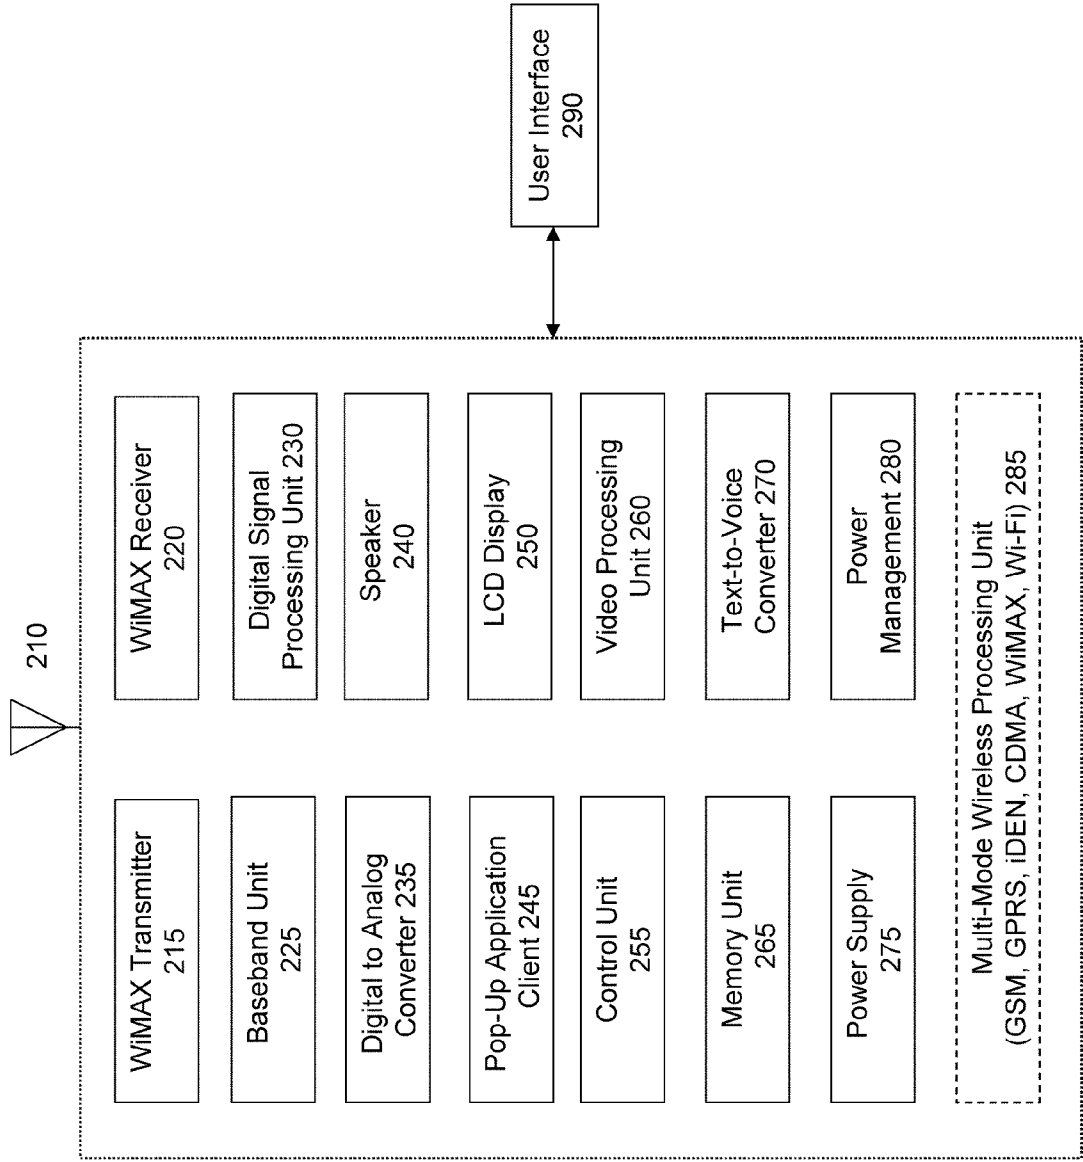 210
WiMAX Transmitter
215
WiMAX Receiver
220
Baseband Unit
225
Digital Signal
Processing Unit 230
Digital to Analog
Converter 235
Speaker
240
Pop-Up Application
Client 245
LCD Display
250
Control Unit
255
Video Processing
Unit 260
Memory Unit
265
Text-to-Voice
Converter 270
Power Supply
275
Power
Management 280
Multi-Mode Wireless Processing Unit
(GSM, GPRS, iDEN, CDMA, WiMAX, Wi-Fi) 285
User Interface
290